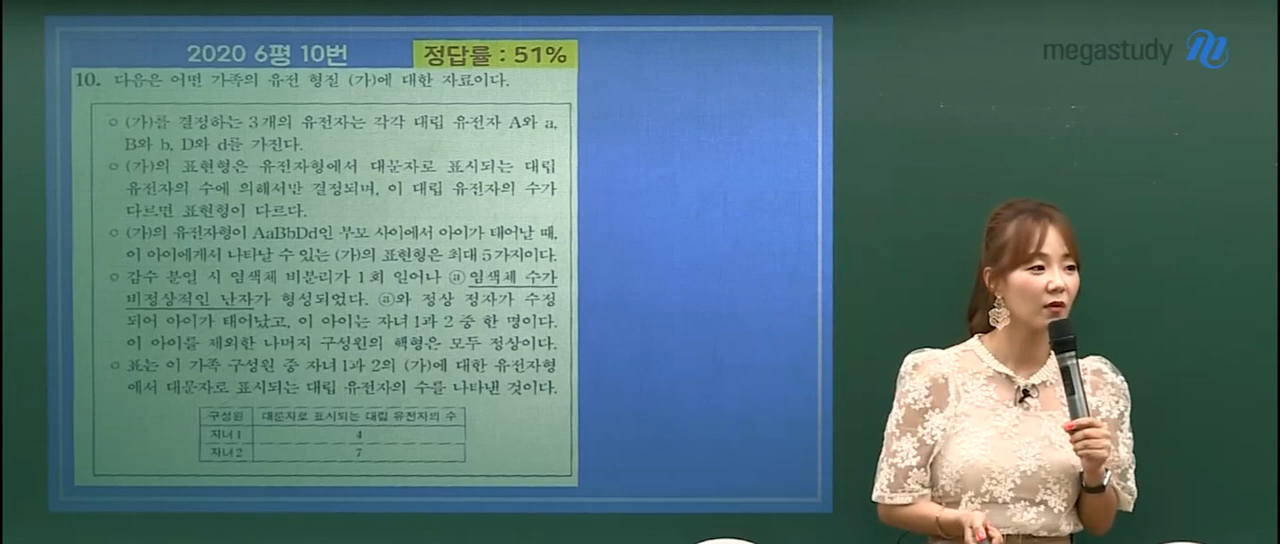 2020 6평 10번
정답률 : 51%
megastudy
10. 다음은 어떤 가족의 유전 형질 (가)에 대한 자료이다.
○ (가)를 결정하는 3개의 유전자는 각각 대립 유전자 A와 a,
B와 b, D와 d를 가진다.
○ (가)의 표현형은 유전자형에서 대문자로 표시되는 대립
유전자의 수에 의해서만 결정되며, 이 대립 유전자의 수가
다르면 표현형이 다르다.
○ (가)의 유전자형이 AaBbDd인 부모 사이에서 아이가 태어날 때,
이 아이에게서 나타날 수 있는 (가)의 표현형은 최대 5가지이다.
○ 감수 분열 시 염색체 비분리가 1회 일어나 ⓐ 염색체 수가
비정상적인 난자가 형성되었다. ⓐ와 정상 정자가 수정
되어 아이가 태어났고, 이 아이는 자녀 1과 2 중 한 명이다.
이 아이를 제외한 나머지 구성원의 핵형은 모두 정상이다.
○ 표는 이 가족 구성원 중 자녀 1과 2의 (가)에 대한 유전자형
에서 대문자로 표시되는 대립 유전자의 수를 나타낸 것이다.
구성원 대문자로 표시되는 대립 유전자의 수
자녀 1 4
자녀 2 7